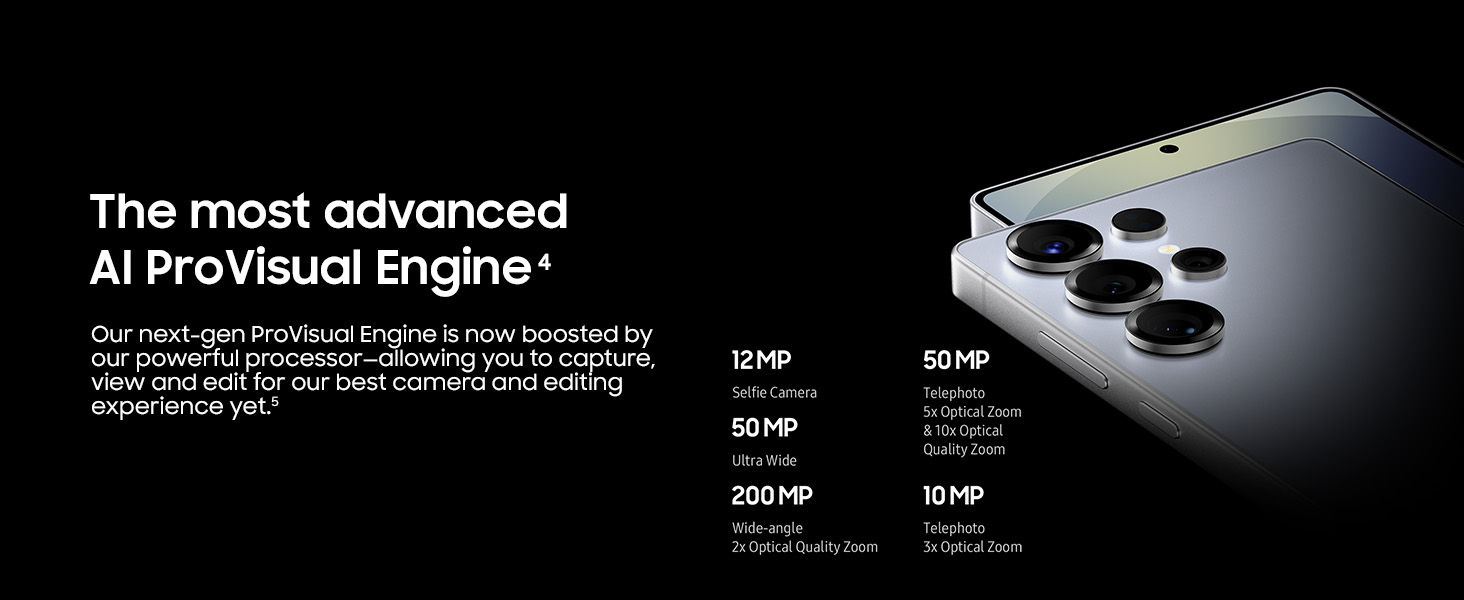 The most advanced
AI ProVisual Engine⁴
Our next-gen ProVisual Engine is now boosted by
our powerful processor—allowing you to capture,
view and edit for our best camera and editing
experience yet.⁵
12 MP
Selfie Camera
50 MP
Ultra Wide
200 MP
Wide-angle
2x Optical Quality Zoom
50 MP
Telephoto
5x Optical Zoom
& 10x Optical
Quality Zoom
10 MP
Telephoto
3x Optical Zoom